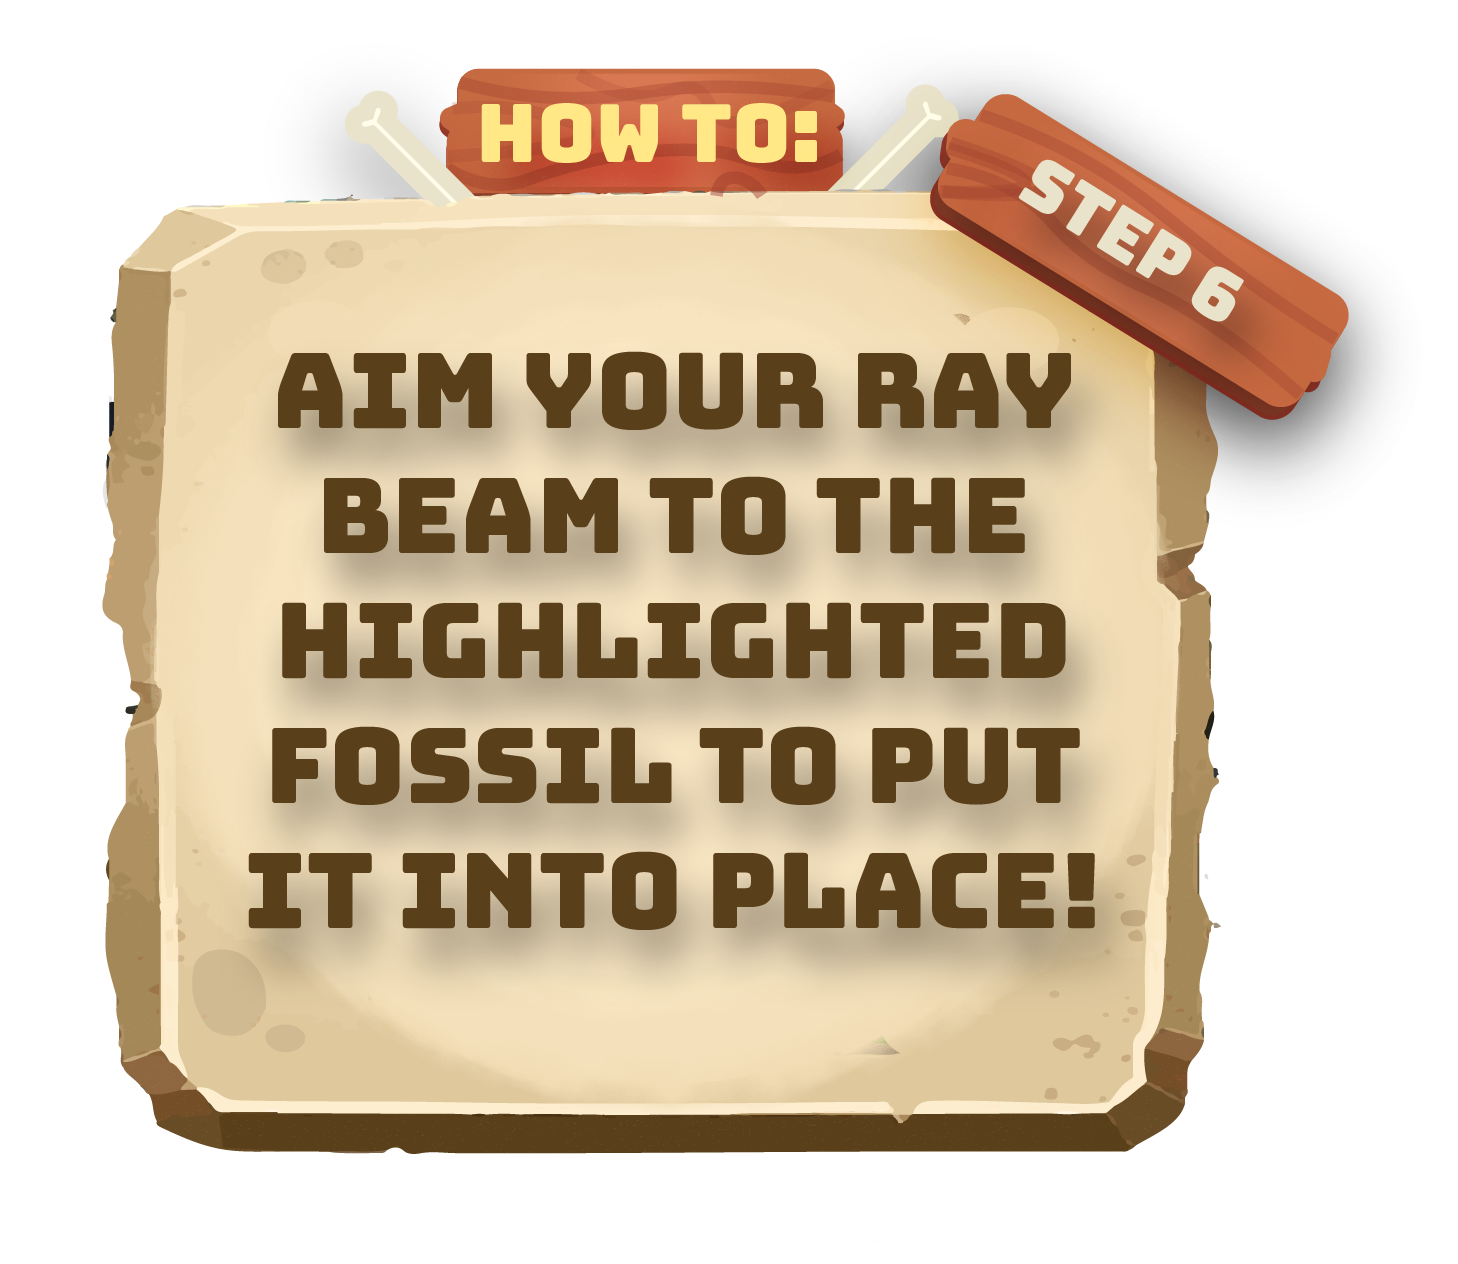 HOW TO:
STEP 6
AIM YOUR RAY
BEAM TO THE
HIGHLIGHTED
FOSSIL TO PUT
IT INTO PLACE!